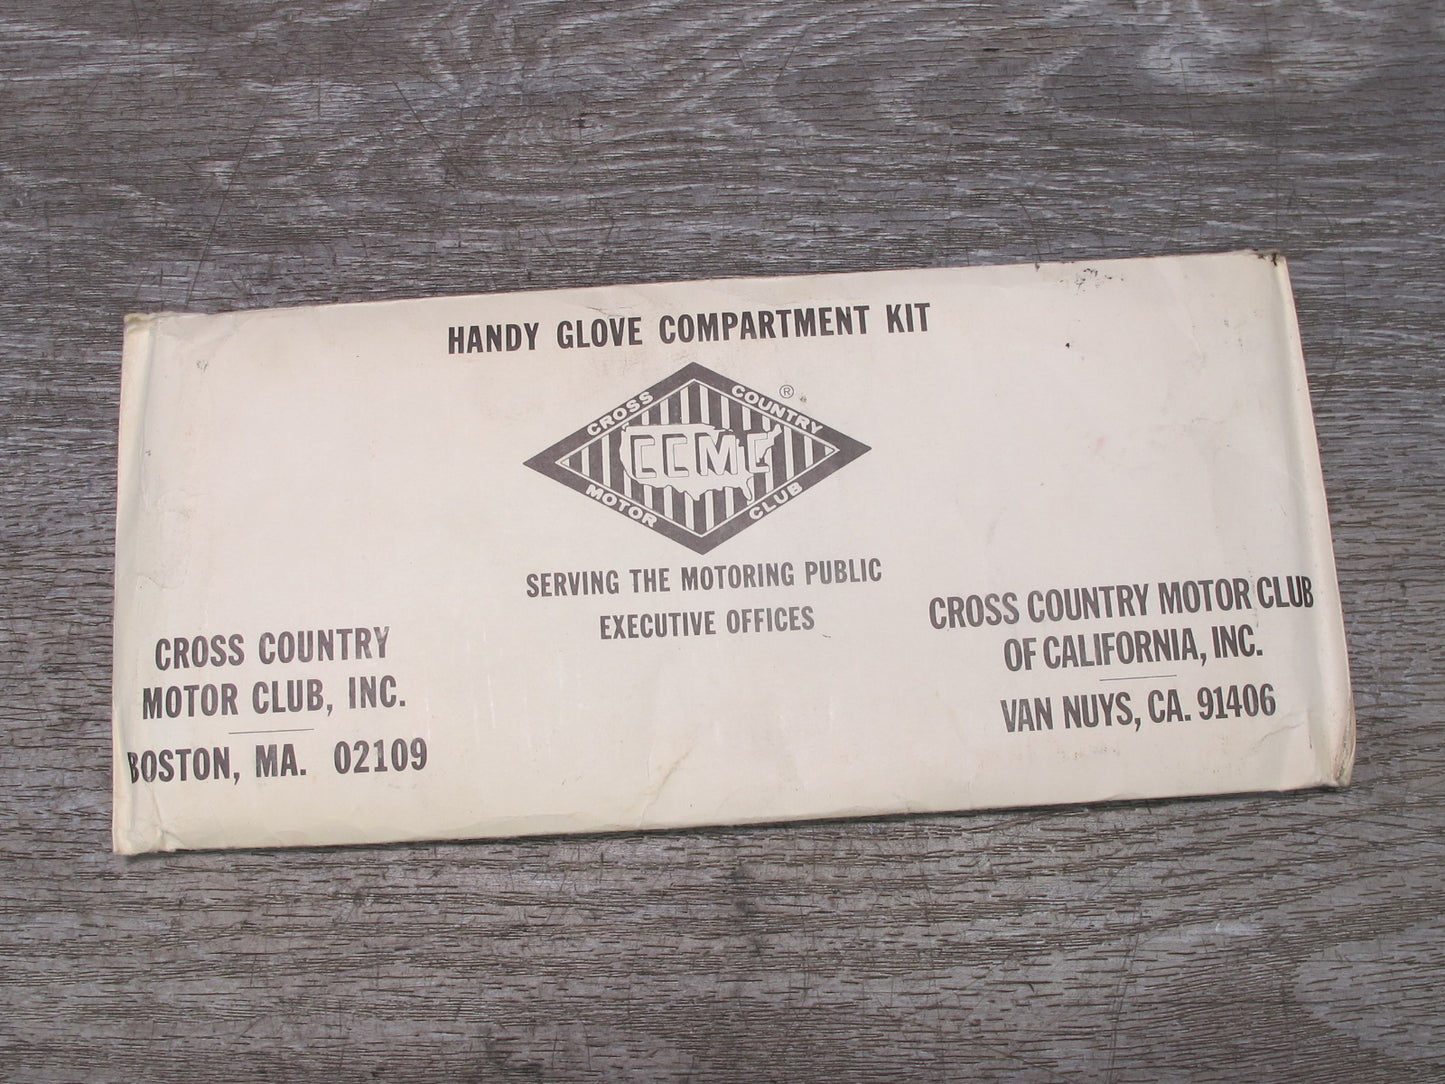 HANDY GLOVE COMPARTMENT KIT
CROSS COUNTRY ®
CCMC
MOTOR CLUB
SERVING THE MOTORING PUBLIC
EXECUTIVE OFFICES
CROSS COUNTRY
MOTOR CLUB, INC.
BOSTON, MA. 02109
CROSS COUNTRY MOTOR CLUB
OF CALIFORNIA, INC.
VAN NUYS, CA. 91406